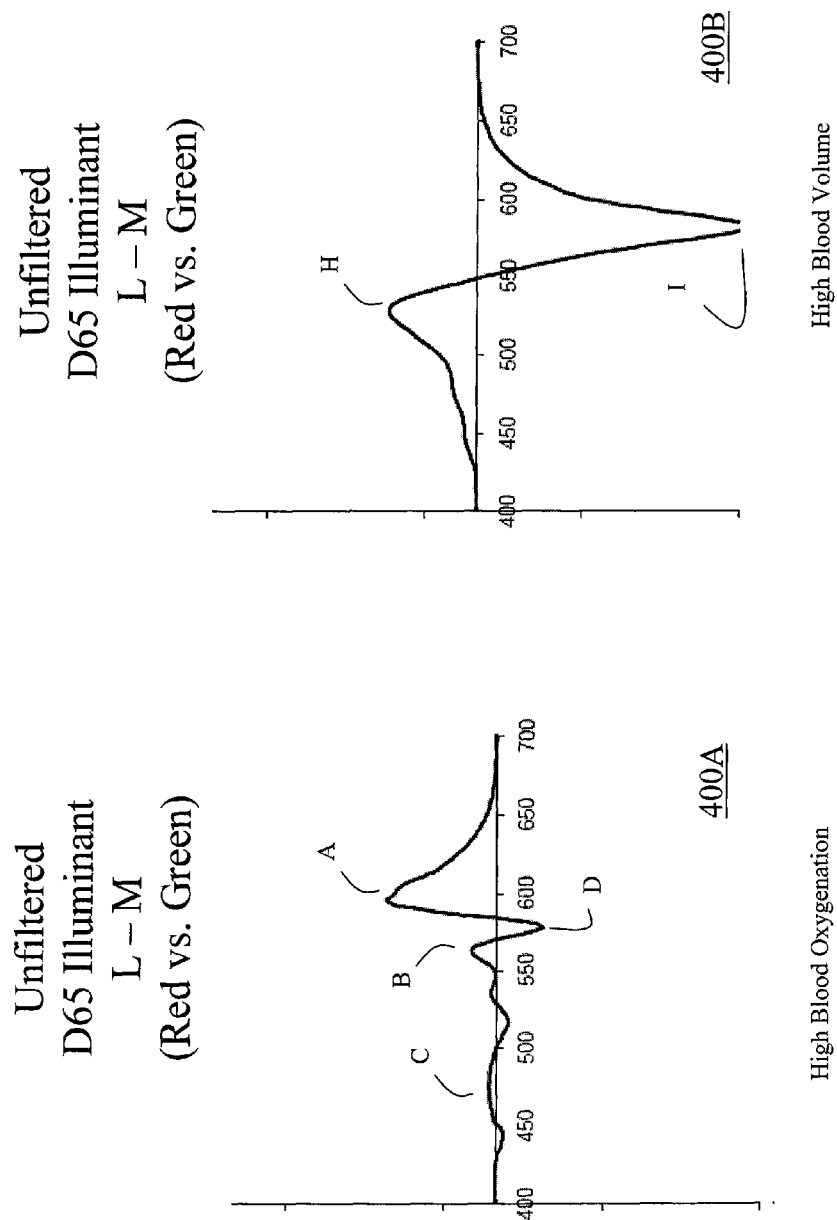 Unfiltered
D65 Illuminant
L – M
(Red vs. Green)
A
B
C
D
400
450
500
550
600
650
700
400A
High Blood Oxygenation
Unfiltered
D65 Illuminant
L – M
(Red vs. Green)
H
I
400
450
500
550
600
650
700
400B
High Blood Volume